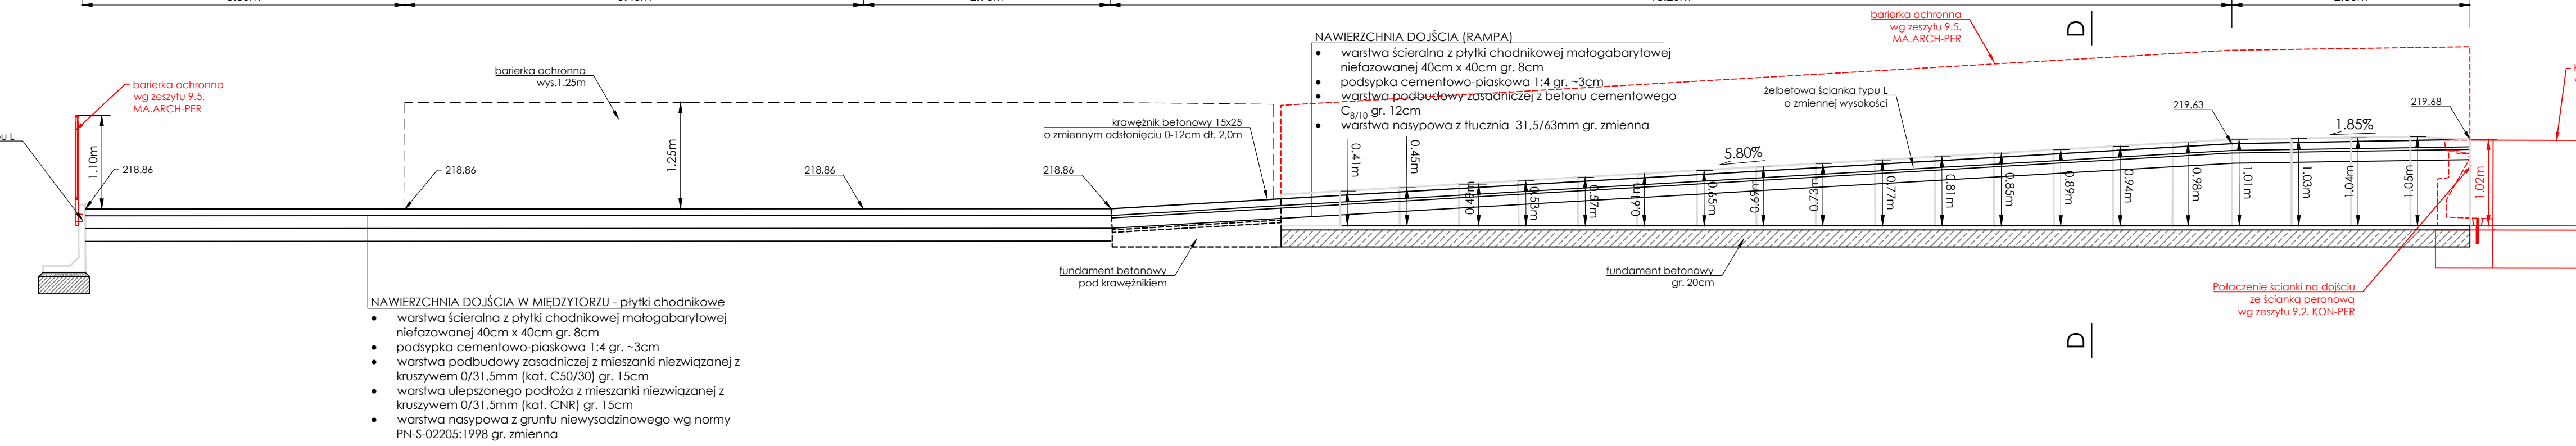 barierka ochronna
wg zeszytu 9.5.
MA.ARCH-PER
1.10m
218.86
barierka ochronna
wys.1.25m
218.86
1.25m
218.86
krawężnik betonowy 15x25
o zmiennym odsłonięciu 0-12cm dł. 2,0m
218.86
NAWIERZCHNIA DOJŚCIA (RAMPA)
• warstwa ścieralna z płytki chodnikowej małogabarytowej
niefazowanej 40cm x 40cm gr. 8cm
• podsypka cementowo-piaskowa 1:4 gr. ~3cm
• warstwa podbudowy zasadniczej z betonu cementowego
C8/10 gr. 12cm
• warstwa nasypowa z tłucznia 31,5/63mm gr. zmienna
barierka ochronna
wg zeszytu 9.5.
MA.ARCH-PER
D
żelbetowa ścianka typu L
o zmiennej wysokości
219.63
219.68
1.85%
5.80%
0.41m
0.45m
0.49m
0.53m
0.57m
0.61m
0.65m
0.69m
0.73m
0.77m
0.81m
0.85m
0.89m
0.94m
0.98m
1.01m
1.03m
1.04m
1.05m
1.02m
fundament betonowy
pod krawężnikiem
fundament betonowy
gr. 20cm
Połaczenie ścianki na dojściu
ze ścianką peronową
wg zeszytu 9.2. KON-PER
D
NAWIERZCHNIA DOJŚCIA W MIĘDZYTORZU - płytki chodnikowe
• warstwa ścieralna z płytki chodnikowej małogabarytowej
niefazowanej 40cm x 40cm gr. 8cm
• podsypka cementowo-piaskowa 1:4 gr. ~3cm
• warstwa podbudowy zasadniczej z mieszanki niezwiązanej z
kruszywem 0/31,5mm (kat. C50/30) gr. 15cm
• warstwa ulepszonego podłoża z mieszanki niezwiązanej z
kruszywem 0/31,5mm (kat. CNR) gr. 15cm
• warstwa nasypowa z gruntu niewysadzinowego wg normy
PN-S-02205:1998 gr. zmienna